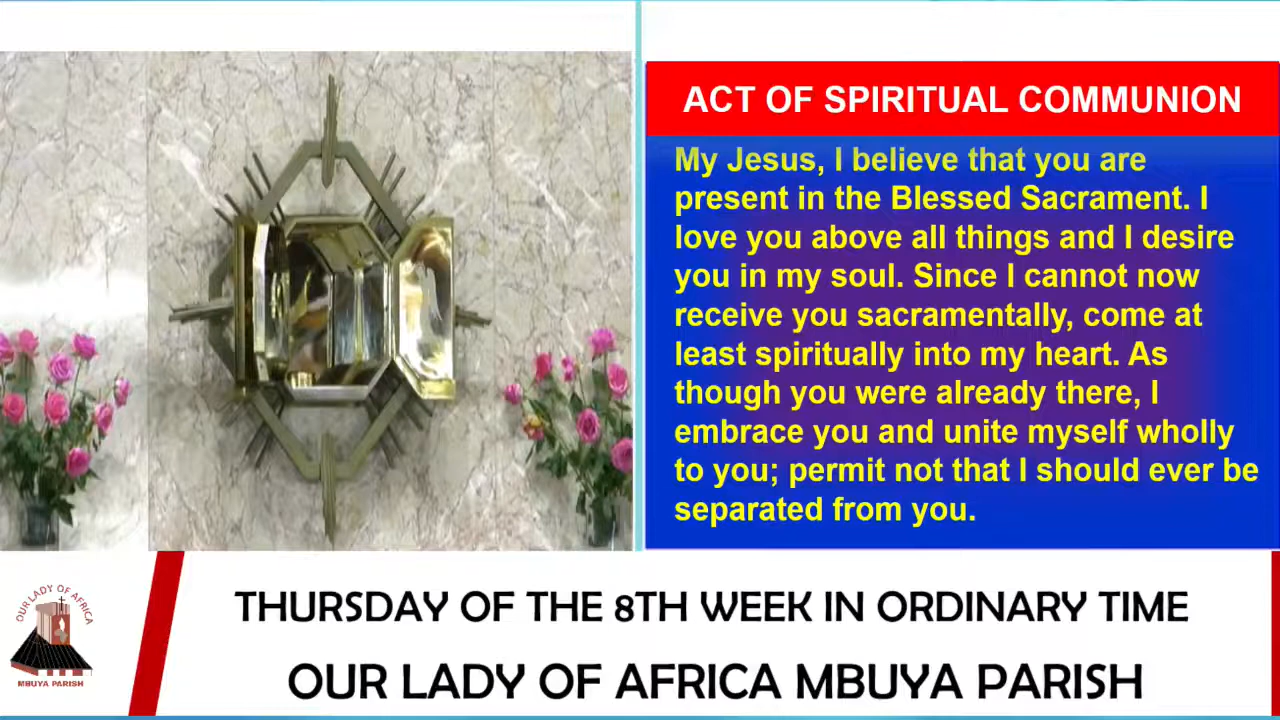 ACT OF SPIRITUAL COMMUNION
My Jesus, I believe that you are
present in the Blessed Sacrament. I
love you above all things and I desire
you in my soul. Since I cannot now
receive you sacramentally, come at
least spiritually into my heart. As
though you were already there, I
embrace you and unite myself wholly
to you; permit not that I should ever be
separated from you.
OUR LADY OF AFRICA
MBUYA PARISH
THURSDAY OF THE 8TH WEEK IN ORDINARY TIME
OUR LADY OF AFRICA MBUYA PARISH